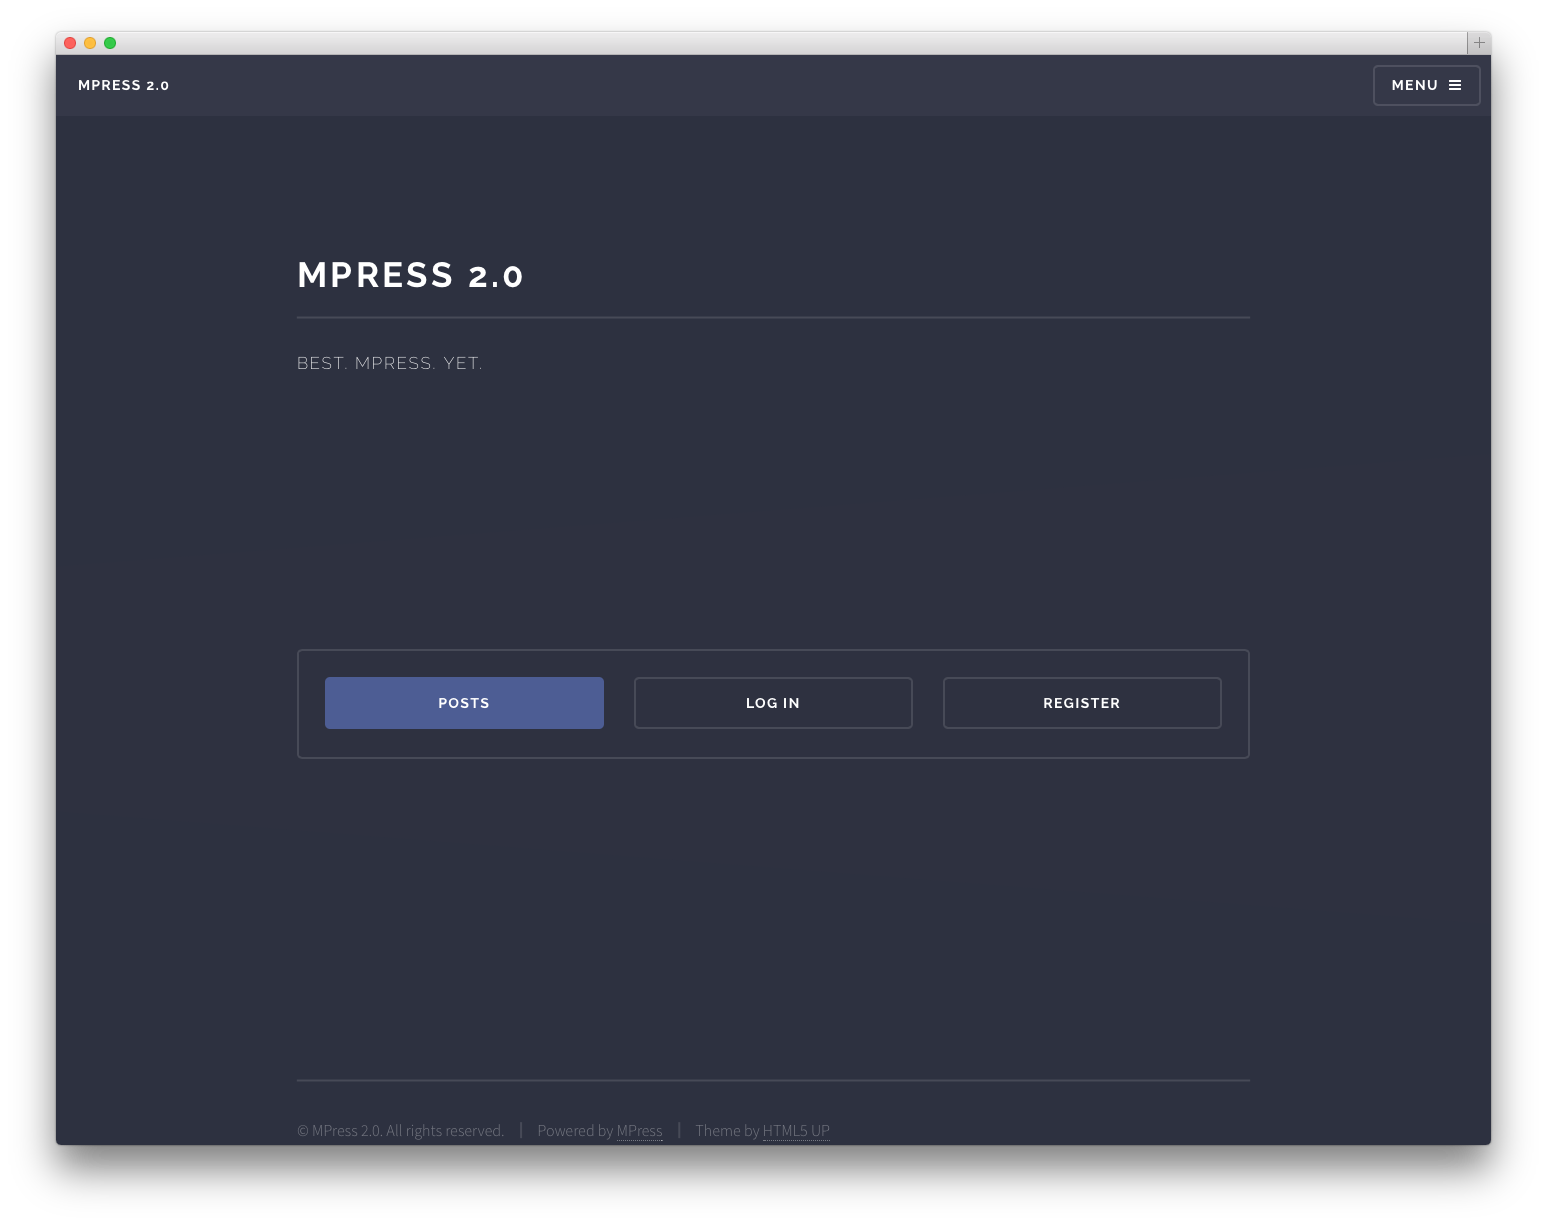 MPRESS 2.0
MENU
MPRESS 2.0
BEST. MPRESS. YET.
POSTS
LOG IN
REGISTER
© MPress 2.0. All rights reserved. | Powered by MPress | Theme by HTML5 UP